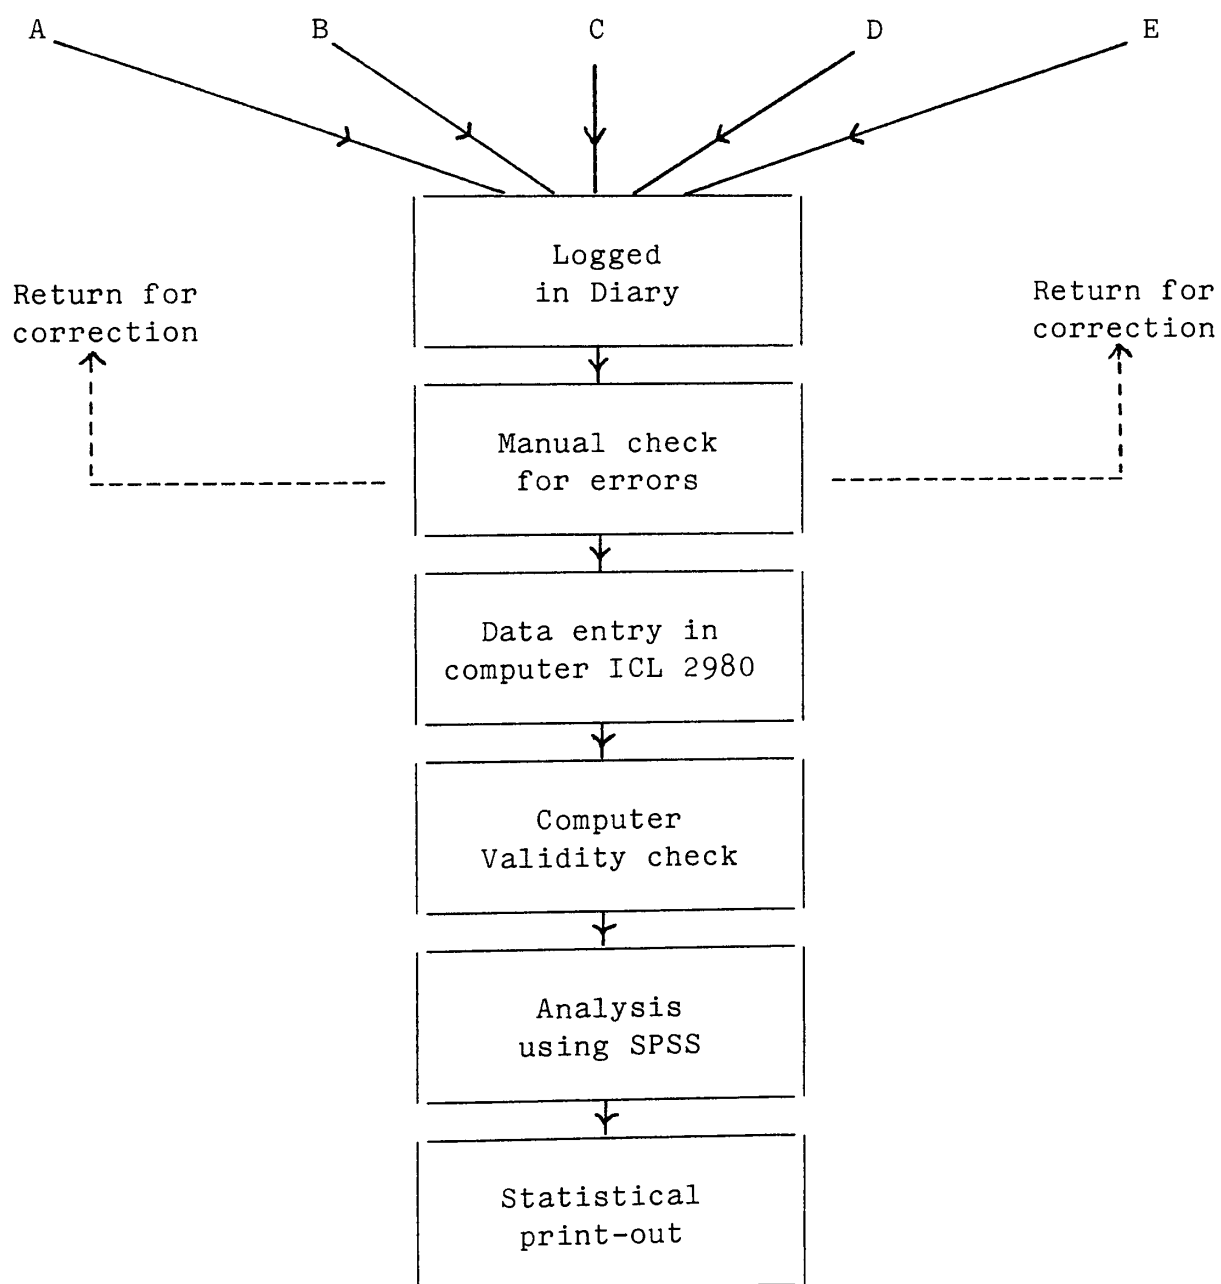 A B C D E
Logged
in Diary
Return for
correction
Return for
correction
Manual check
for errors
Data entry in
computer ICL 2980
Computer
Validity check
Analysis
using SPSS
Statistical
print-out